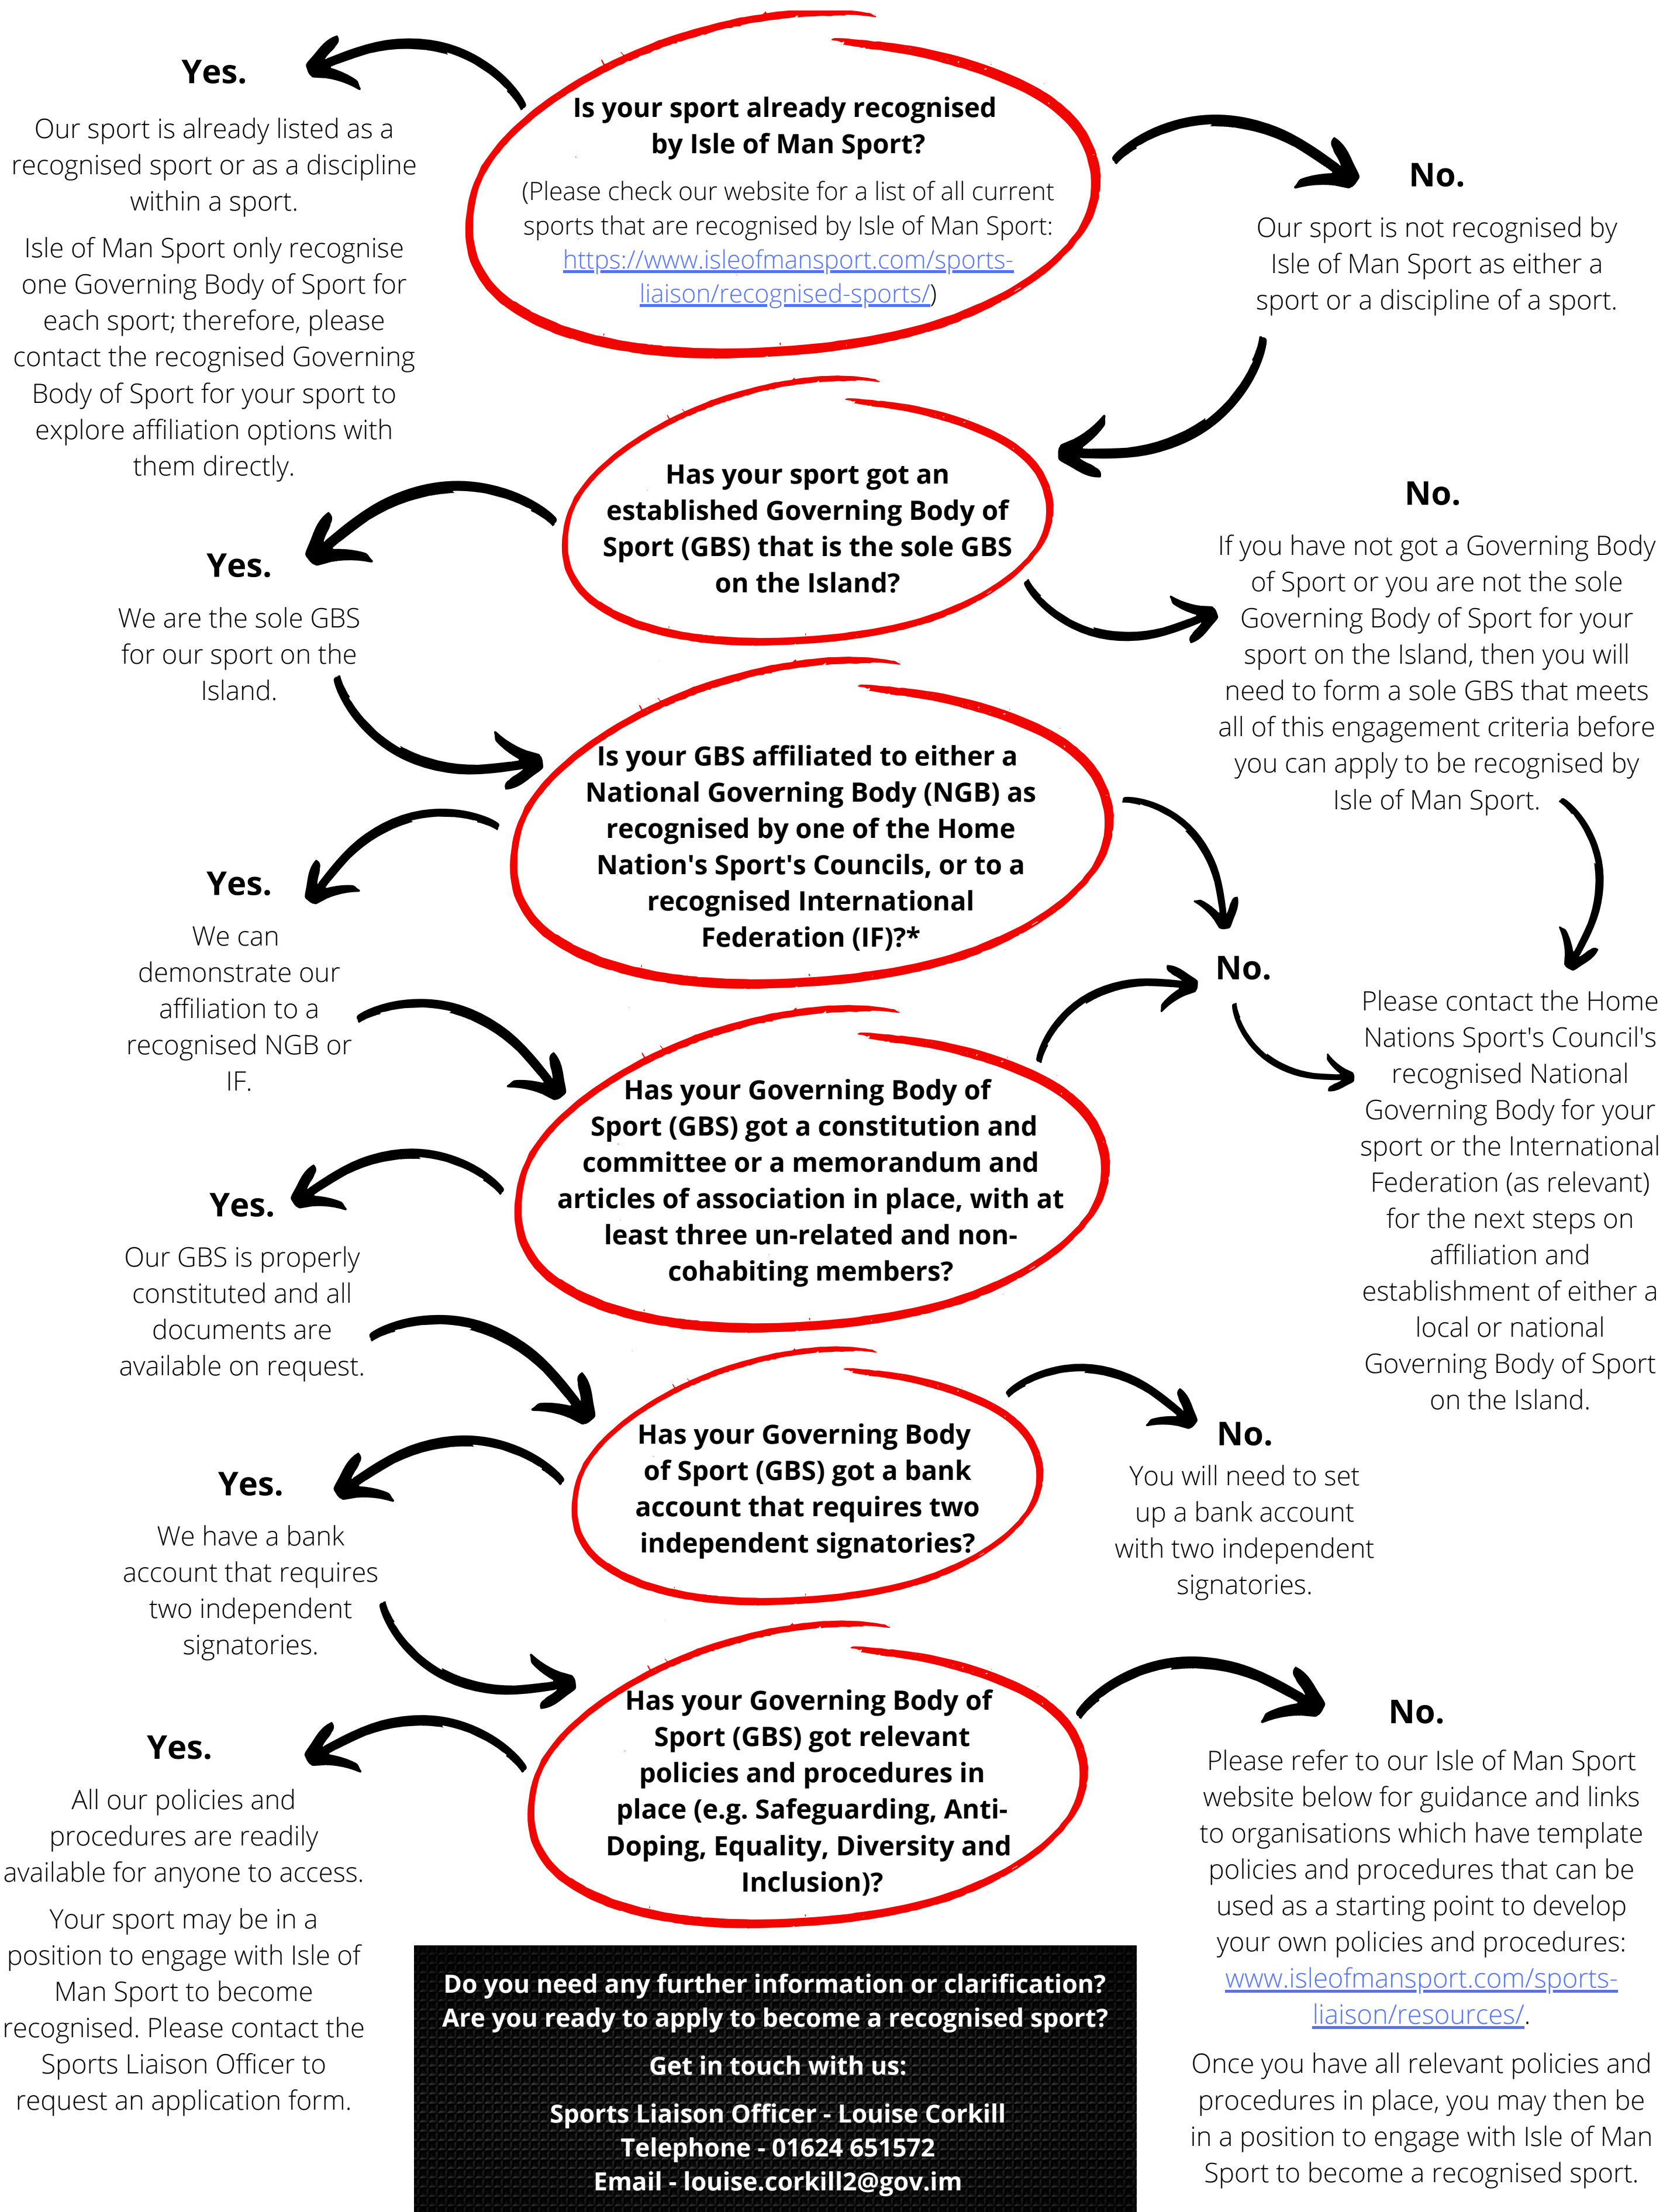 Yes.
Our sport is already listed as a
recognised sport or as a discipline
within a sport.
Isle of Man Sport only recognise
one Governing Body of Sport for
each sport; therefore, please
contact the recognised Governing
Body of Sport for your sport to
explore affiliation options with
them directly.
Is your sport already recognised
by Isle of Man Sport?
(Please check our website for a list of all current
sports that are recognised by Isle of Man Sport:
https://www.isleofmansport.com/sports-
liaison/recognised-sports/)
No.
Our sport is not recognised by
Isle of Man Sport as either a
sport or a discipline of a sport.
Has your sport got an
established Governing Body of
Sport (GBS) that is the sole GBS
on the Island?
Yes.
We are the sole GBS
for our sport on the
Island.
No.
If you have not got a Governing Body
of Sport or you are not the sole
Governing Body of Sport for your
sport on the Island, then you will
need to form a sole GBS that meets
all of this engagement criteria before
you can apply to be recognised by
Isle of Man Sport.
Is your GBS affiliated to either a
National Governing Body (NGB) as
recognised by one of the Home
Nation's Sport's Councils, or to a
recognised International
Federation (IF)?*
Yes.
We can
demonstrate our
affiliation to a
recognised NGB or
IF.
No.
Please contact the Home
Nations Sport's Council's
recognised National
Governing Body for your
sport or the International
Federation (as relevant)
for the next steps on
affiliation and
establishment of either a
local or national
Governing Body of Sport
on the Island.
Has your Governing Body of
Sport (GBS) got a constitution and
committee or a memorandum and
articles of association in place, with at
least three un-related and non-
cohabiting members?
Yes.
Our GBS is properly
constituted and all
documents are
available on request.
Has your Governing Body
of Sport (GBS) got a bank
account that requires two
independent signatories?
Yes.
We have a bank
account that requires
two independent
signatories.
No.
You will need to set
up a bank account
with two independent
signatories.
Has your Governing Body of
Sport (GBS) got relevant
policies and procedures in
place (e.g. Safeguarding, Anti-
Doping, Equality, Diversity and
Inclusion)?
Yes.
All our policies and
procedures are readily
available for anyone to access.
Your sport may be in a
position to engage with Isle of
Man Sport to become
recognised. Please contact the
Sports Liaison Officer to
request an application form.
No.
Please refer to our Isle of Man Sport
website below for guidance and links
to organisations which have template
policies and procedures that can be
used as a starting point to develop
your own policies and procedures:
www.isleofmansport.com/sports-
liaison/resources/.
Once you have all relevant policies and
procedures in place, you may then be
in a position to engage with Isle of Man
Sport to become a recognised sport.
Do you need any further information or clarification?
Are you ready to apply to become a recognised sport?
Get in touch with us:
Sports Liaison Officer - Louise Corkill
Telephone - 01624 651572
Email - louise.corkill2@gov.im